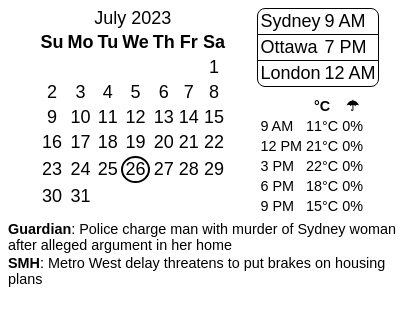 July 2023
Su Mo Tu We Th Fr Sa
1
2 3 4 5 6 7 8
9 10 11 12 13 14 15
16 17 18 19 20 21 22
23 24 25 26 27 28 29
30 31
Sydney 9 AM
Ottawa 7 PM
London 12 AM
°C ☂
9 AM 11°C 0%
12 PM 21°C 0%
3 PM 22°C 0%
6 PM 18°C 0%
9 PM 15°C 0%
Guardian: Police charge man with murder of Sydney woman
after alleged argument in her home
SMH: Metro West delay threatens to put brakes on housing
plans